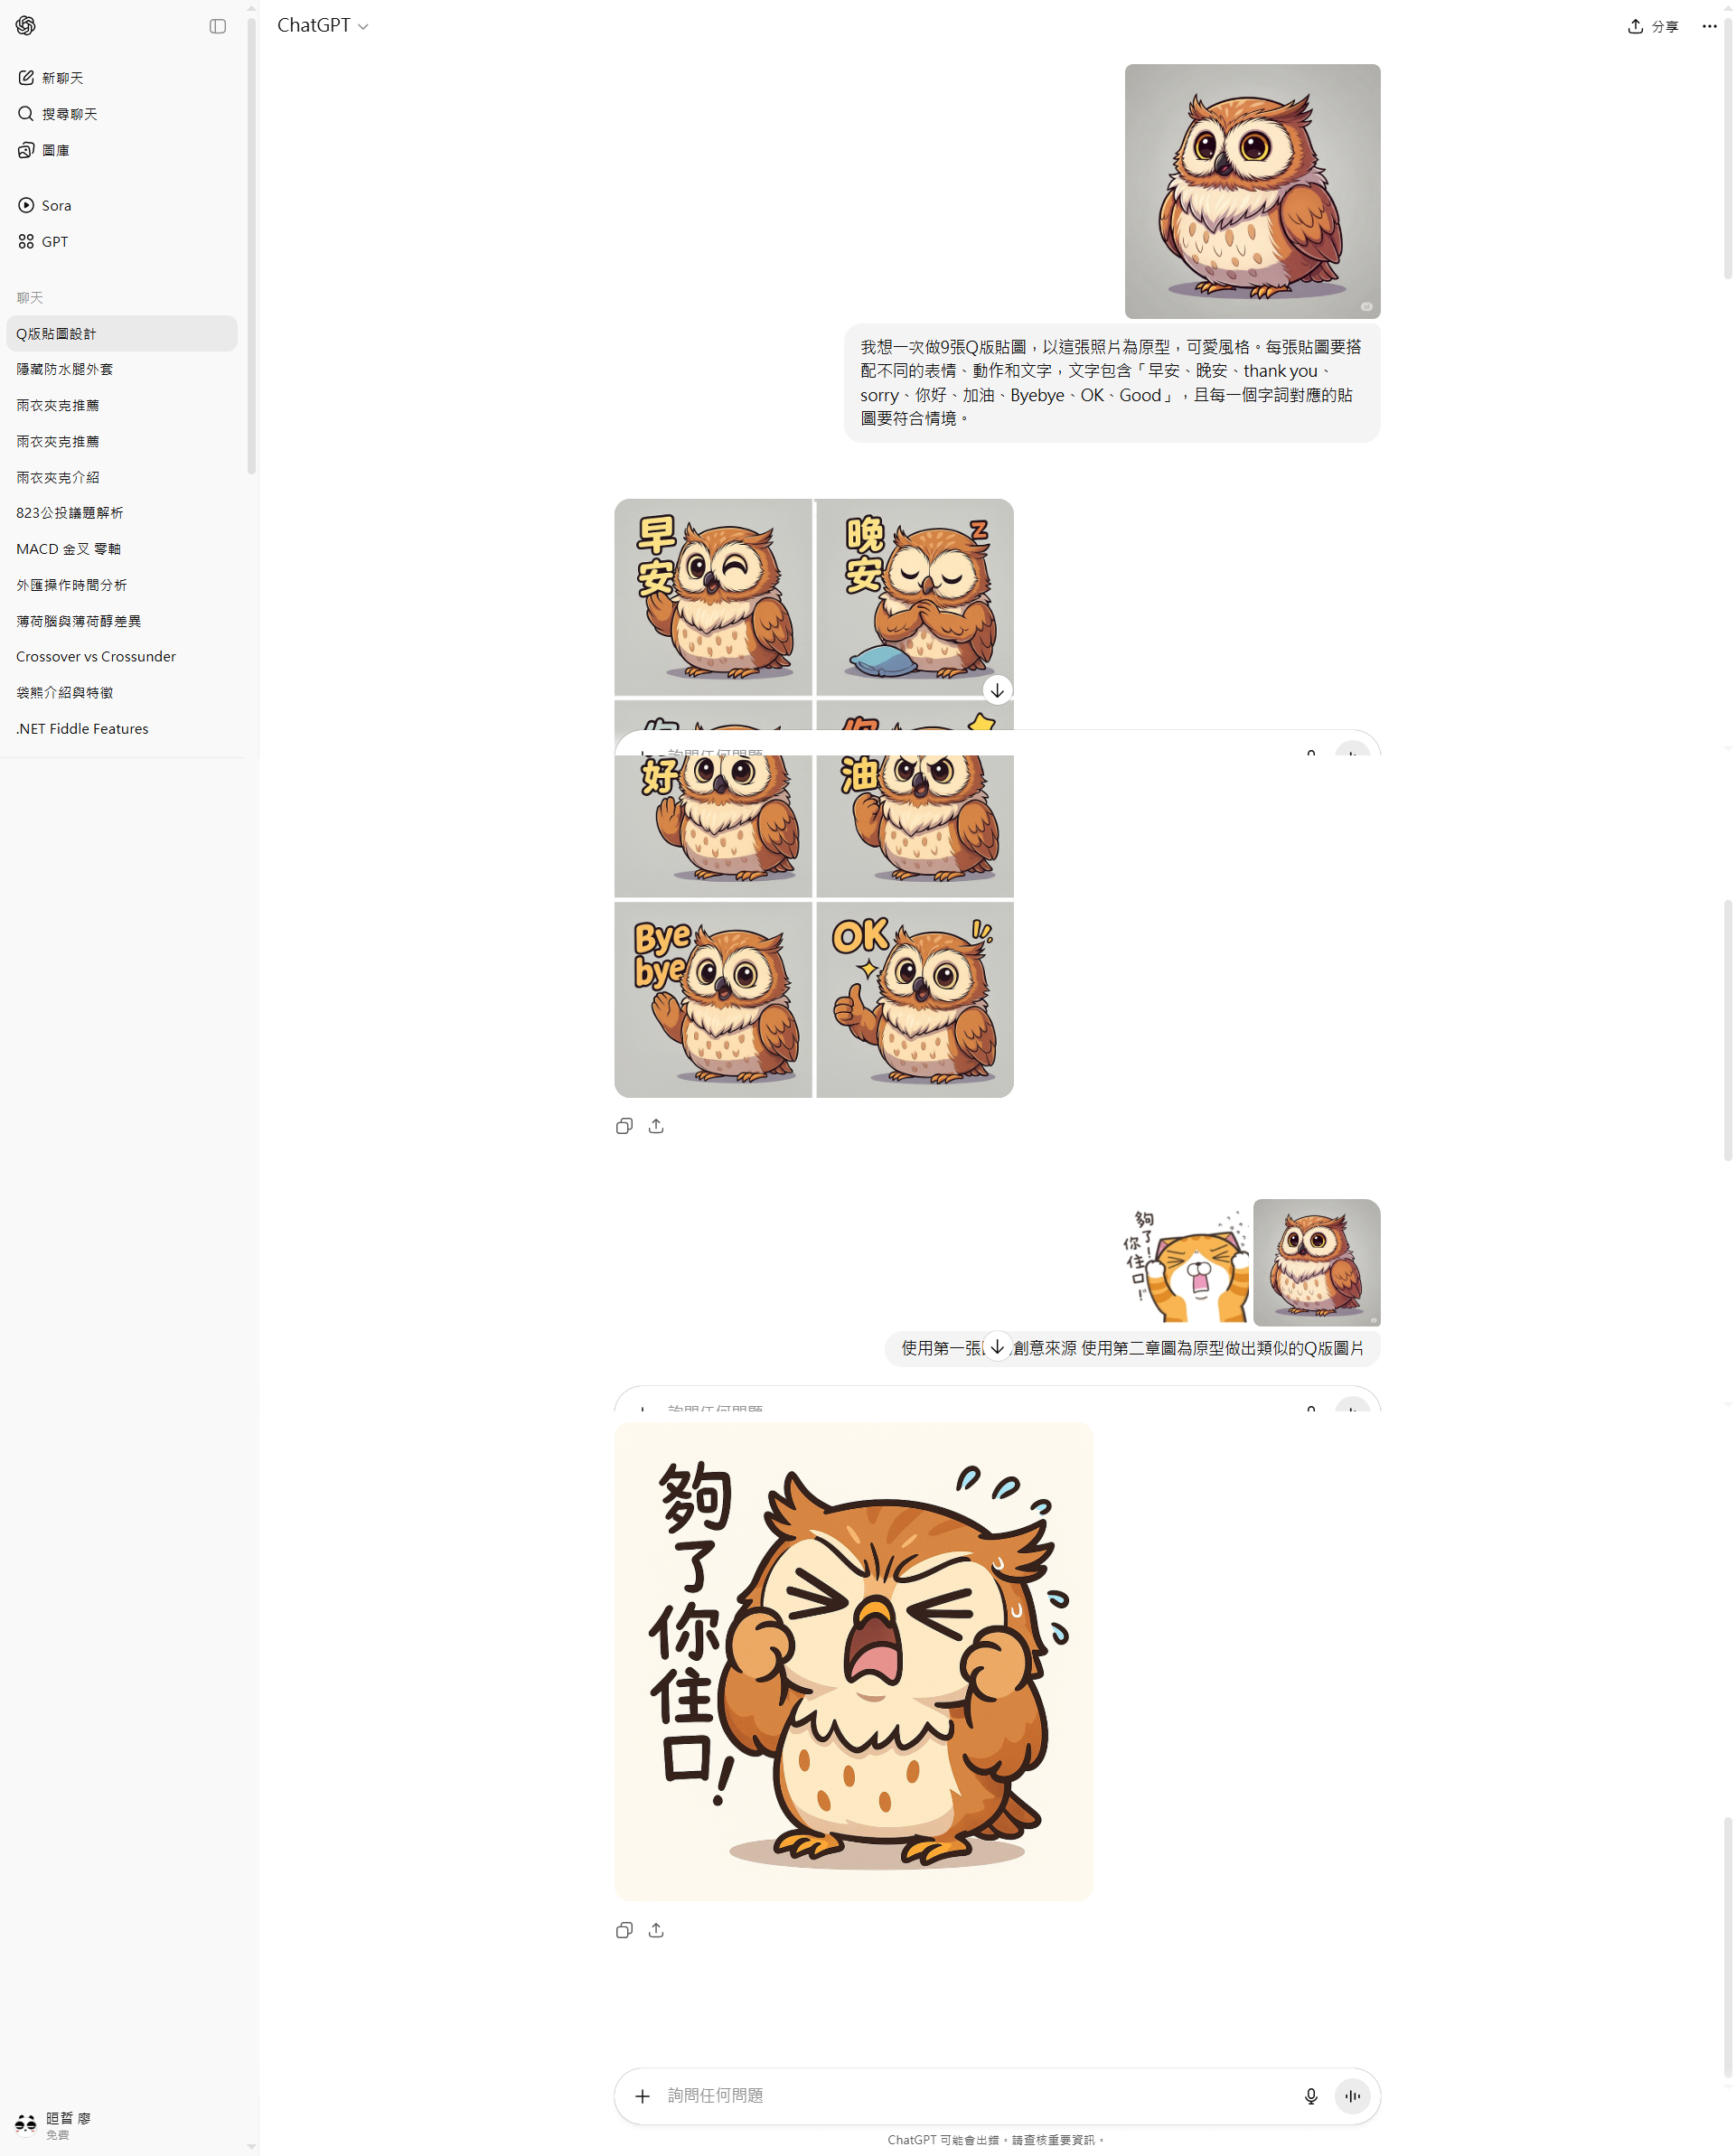 ChatGPT
分享
新聊天
搜尋聊天
圖庫
Sora
GPT
聊天
Q版貼圖設計
隱藏防水腿外套
雨衣夾克推薦
雨衣夾克推薦
雨衣夾克介紹
823公投議題解析
MACD 金叉 零軸
外匯操作時間分析
薄荷腦與薄荷醇差異
Crossover vs Crossunder
袋熊介紹與特徵
.NET Fiddle Features
我想一次做9張Q版貼圖，以這張照片為原型，可愛風格。每張貼圖要搭
配不同的表情、動作和文字，文字包含「早安、晚安、thank you、
sorry、你好、加油、Byebye、OK、Good」，且每一個字詞對應的貼
圖要符合情境。
早安
晚安
Z
好
油
Bye
bye
OK
夠了!
你住口!
使用第一張
創意來源 使用第二章圖為原型做出類似的Q版圖片
夠了你住口!
詢問任何問題
ChatGPT 可能會出錯。請查核重要資訊。
晅晢 廖
免費